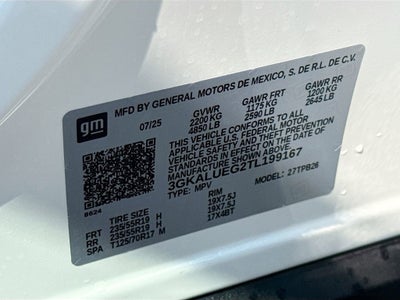 MFD BY GENERAL MOTORS DE MEXICO, S. DE R.L. DE C.V.
gm
07/25 GVWR GAWR FRT GAWR RR
2200 KG 1175 KG 1200 KG
4850 LB 2590 LB 2645 LB
THIS VEHICLE CONFORMS TO ALL
APPLICABLE U.S. FEDERAL MOTOR
VEHICLE SAFETY, BUMPER, AND
THEFT PREVENTION STANDARDS
IN EFFECT ON THE DATE OF
MANUFACTURE SHOWN ABOVE.
3GKALUEG2TL199167
TYPE: MPV MODEL: 27TPB26
8624
TIRE SIZE RIM
FRT 235/55R19 H 19X7.5J
RR 235/55R19 H 19X7.5J
SPA T125/70R17 M 17X4BT